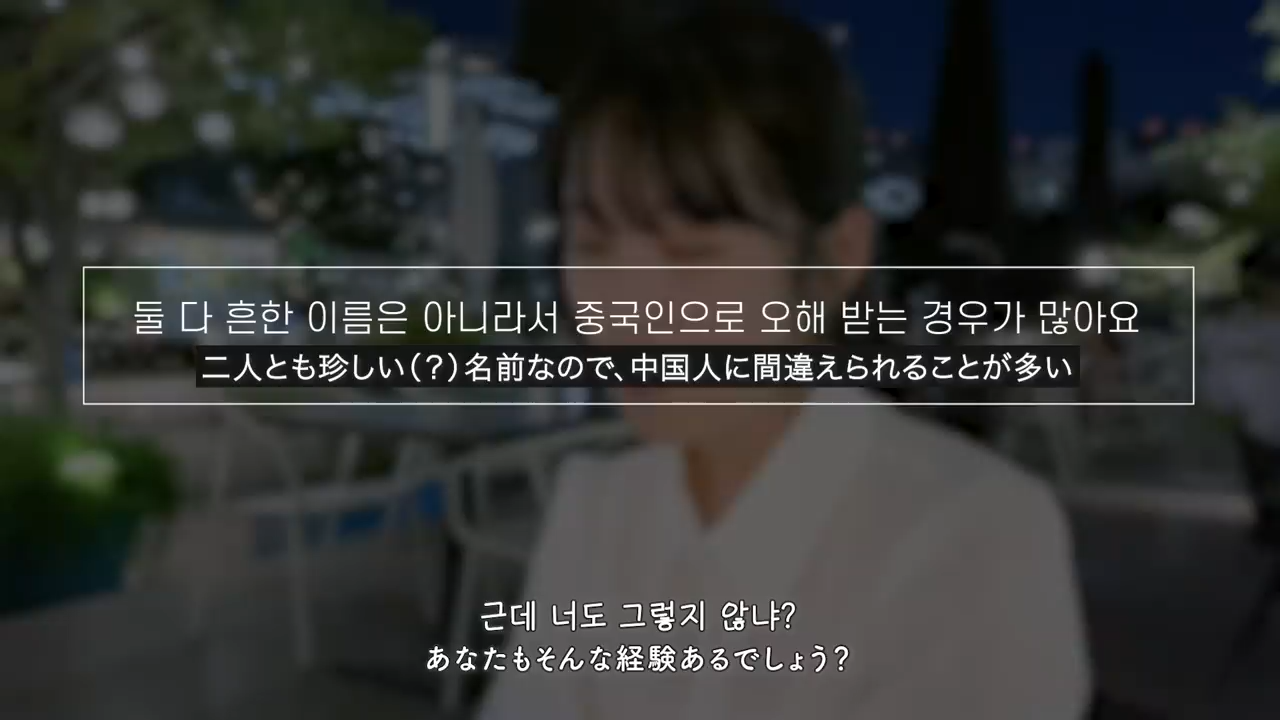 둘 다 흔한 이름은 아니라서 중국인으로 오해 받는 경우가 많아요
二人とも珍しい（？）名前なので、中国人に間違えられることが多い
근데 너도 그렇지 않냐?
あなたもそんな経験あるでしょう？